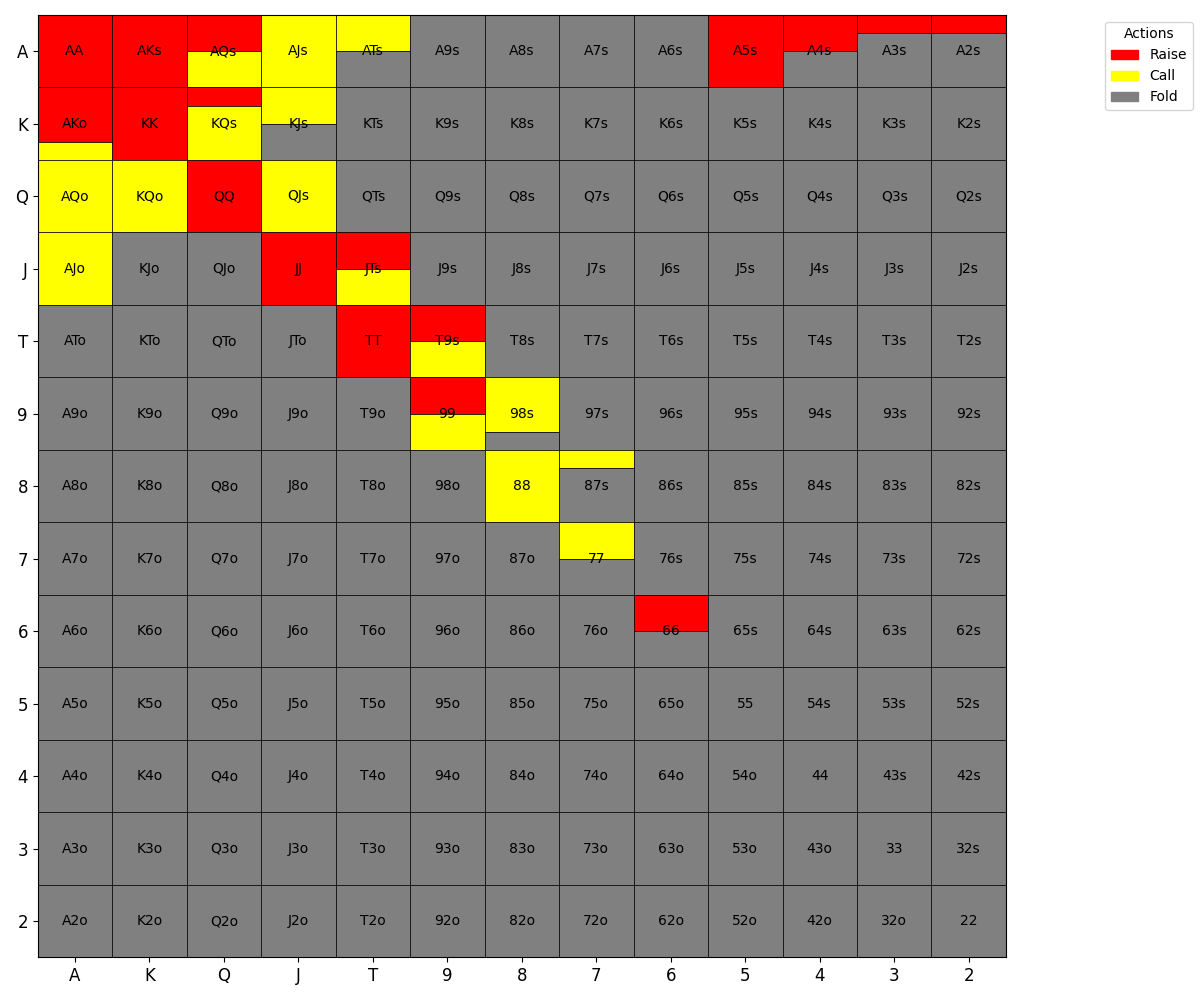 Actions
Raise
Call
Fold
A AA AKs AQs AJs ATs A9s A8s A7s A6s A5s A4s A3s A2s
K AKo KK KQs KJs KTs K9s K8s K7s K6s K5s K4s K3s K2s
Q AQo KQo QQ QJs QTs Q9s Q8s Q7s Q6s Q5s Q4s Q3s Q2s
J AJo KJo QJo JJ JTs J9s J8s J7s J6s J5s J4s J3s J2s
T ATo KTo QTo JTo TT T9s T8s T7s T6s T5s T4s T3s T2s
9 A9o K9o Q9o J9o T9o 99 98s 97s 96s 95s 94s 93s 92s
8 A8o K8o Q8o J8o T8o 98o 88 87s 86s 85s 84s 83s 82s
7 A7o K7o Q7o J7o T7o 97o 87o 77 76s 75s 74s 73s 72s
6 A6o K6o Q6o J6o T6o 96o 86o 76o 66 65s 64s 63s 62s
5 A5o K5o Q5o J5o T5o 95o 85o 75o 65o 55 54s 53s 52s
4 A4o K4o Q4o J4o T4o 94o 84o 74o 64o 54o 44 43s 42s
3 A3o K3o Q3o J3o T3o 93o 83o 73o 63o 53o 43o 33 32s
2 A2o K2o Q2o J2o T2o 92o 82o 72o 62o 52o 42o 32o 22
A K Q J T 9 8 7 6 5 4 3 2